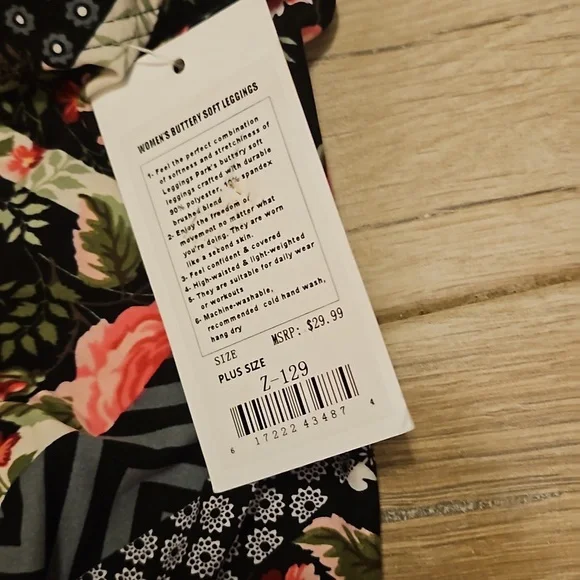 WOMEN'S BUTTERY SOFT LEGGINGS
1- Feel the perfect combination
of softness and stretchiness of
Leggings Park's buttery soft
leggings crafted with durable
90% polyester, 10% spandex
brushed blend
2- Enjoy the freedom of
movement no matter what
you're doing. They are worn
like a second skin.
3- Feel confident & covered
4- High-waisted & light-weighted
5- They are suitable for daily wear
or workouts
6- Machine-washable,
recommended cold hand wash,
hang dry
SIZE MSRP: $29.99
PLUS SIZE
Z-129
6 17222 43487 4